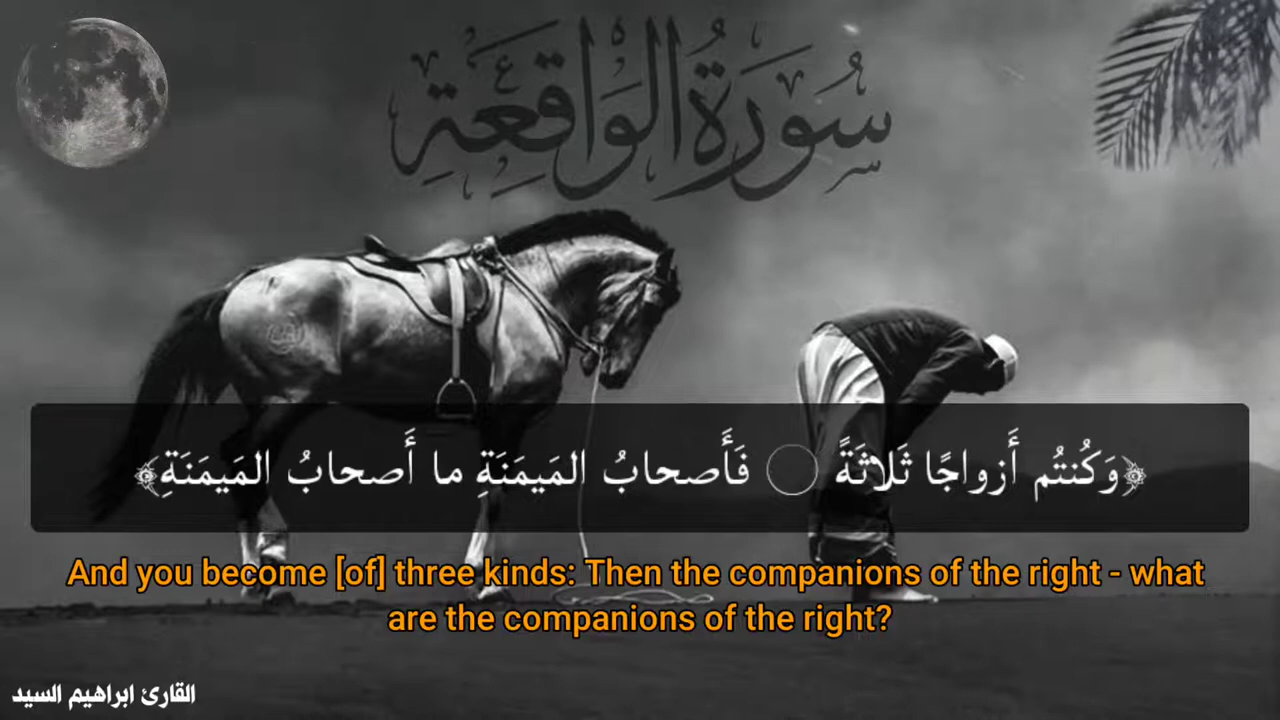 سُورَةُ الوَاقِعَةِ
﴿وَكُنتُم أَزواجًا ثَلاثَةً ۝ فَأَصحابُ المَيمَنَةِ ما أَصحابُ المَيمَنَةِ﴾
And you become [of] three kinds: Then the companions of the right - what
are the companions of the right?
القارئ ابراهيم السيد